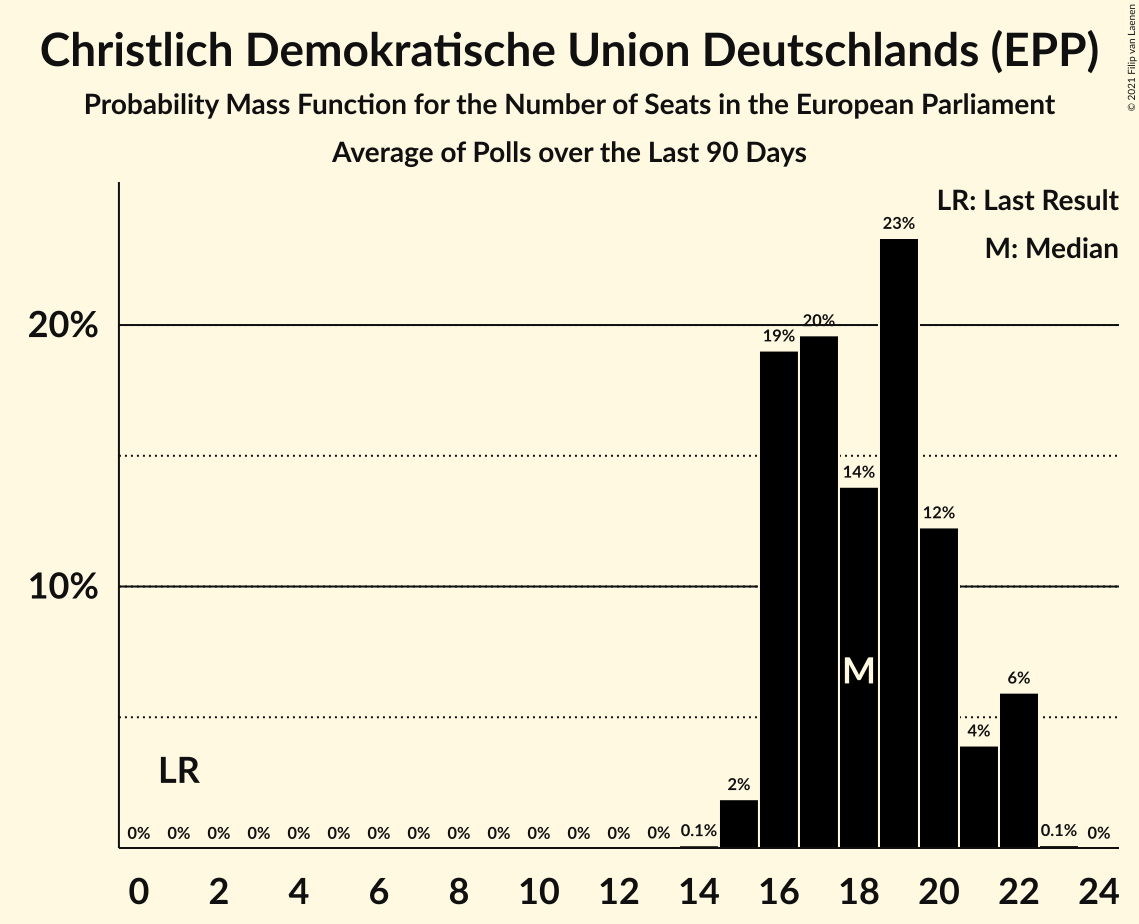 Christlich Demokratische Union Deutschlands (EPP)
Probability Mass Function for the Number of Seats in the European Parliament
Average of Polls over the Last 90 Days
© 2021 Filip van Laenen
LR: Last Result
M: Median
20%
10%
23%
20%
19%
14%
12%
M
6%
4%
2%
LR
0% 0% 0% 0% 0% 0% 0% 0% 0% 0% 0% 0% 0% 0% 0.1% 0.1% 0%
0 2 4 6 8 10 12 14 16 18 20 22 24